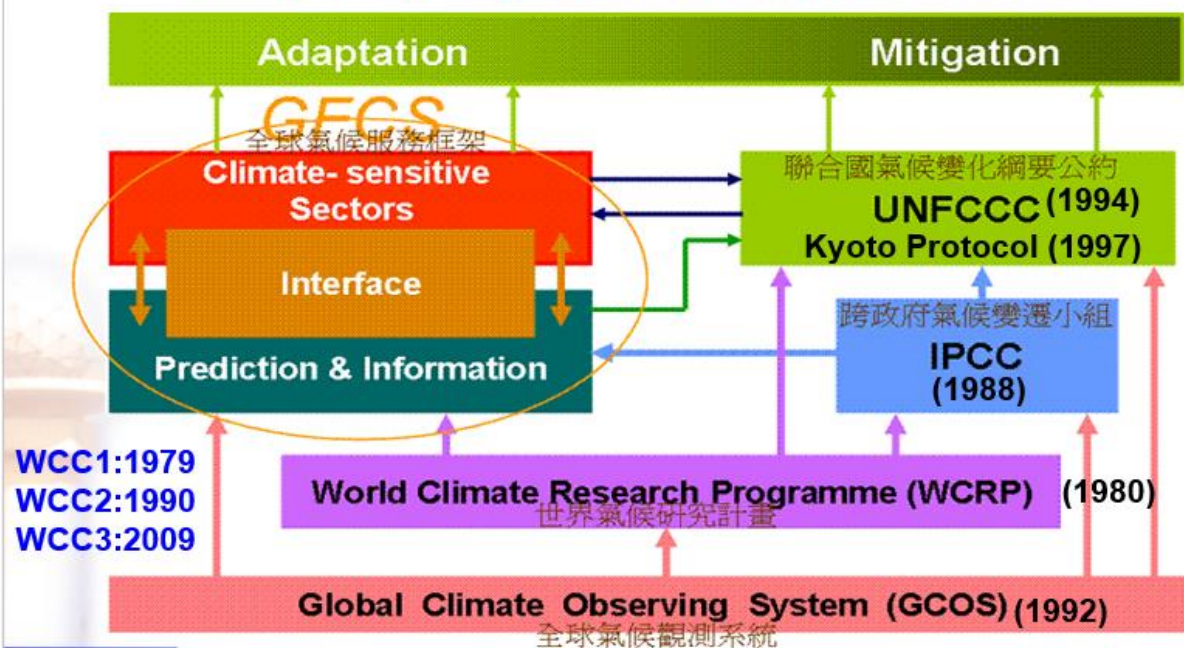 Adaptation
Mitigation
GFCS
全球氣候服務框架
Climate- sensitive
Sectors
Interface
Prediction & Information
聯合國氣候變化綱要公約
UNFCCC (1994)
Kyoto Protocol (1997)
跨政府氣候變遷小組
IPCC
(1988)
WCC1:1979
WCC2:1990
WCC3:2009
World Climate Research Programme (WCRP) (1980)
世界氣候研究計畫
Global Climate Observing System (GCOS) (1992)
全球氣候觀測系統